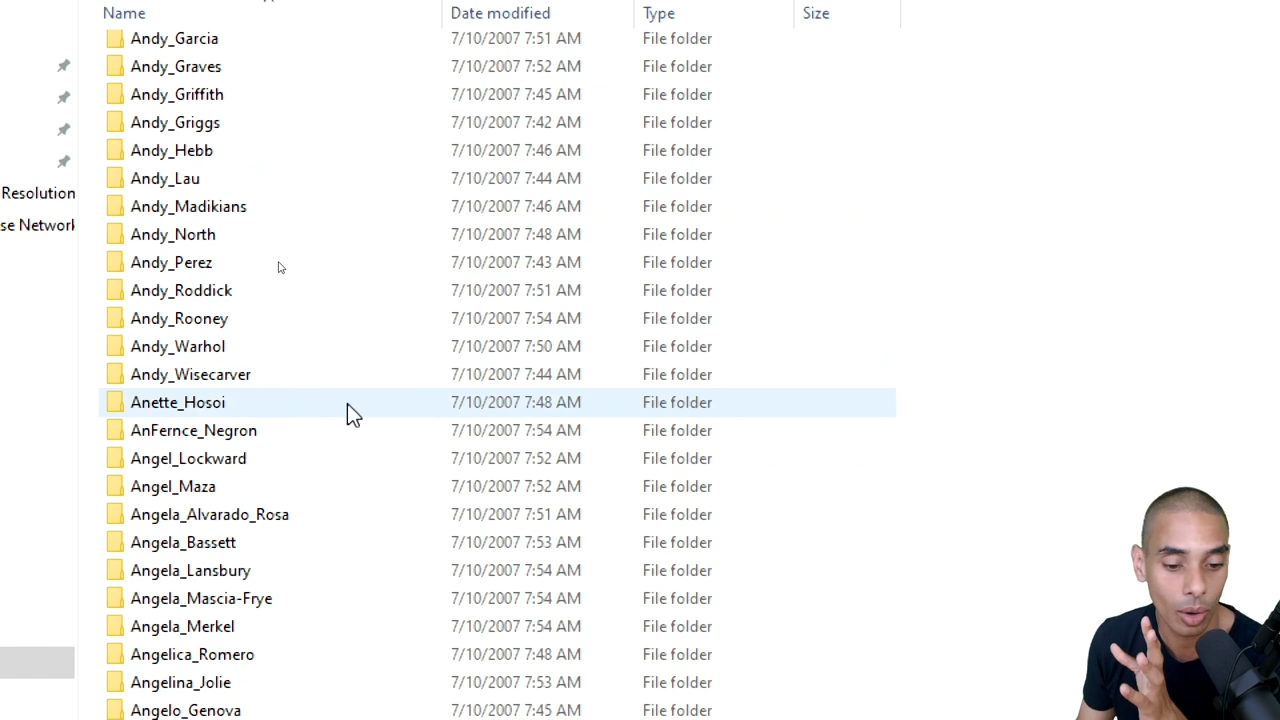 Name Date modified Type Size
Andy_Garcia 7/10/2007 7:51 AM File folder
Andy_Graves 7/10/2007 7:52 AM File folder
Andy_Griffith 7/10/2007 7:45 AM File folder
Andy_Griggs 7/10/2007 7:42 AM File folder
Andy_Hebb 7/10/2007 7:46 AM File folder
Andy_Lau 7/10/2007 7:44 AM File folder
Resolution
Andy_Madikians 7/10/2007 7:46 AM File folder
se Network
Andy_North 7/10/2007 7:48 AM File folder
Andy_Perez 7/10/2007 7:43 AM File folder
Andy_Roddick 7/10/2007 7:51 AM File folder
Andy_Rooney 7/10/2007 7:54 AM File folder
Andy_Warhol 7/10/2007 7:50 AM File folder
Andy_Wisecarver 7/10/2007 7:44 AM File folder
Anette_Hosoi 7/10/2007 7:48 AM File folder
AnFernce_Negron 7/10/2007 7:54 AM File folder
Angel_Lockward 7/10/2007 7:52 AM File folder
Angel_Maza 7/10/2007 7:52 AM File folder
Angela_Alvarado_Rosa 7/10/2007 7:51 AM File folder
Angela_Bassett 7/10/2007 7:53 AM File folder
Angela_Lansbury 7/10/2007 7:54 AM File folder
Angela_Mascia-Frye 7/10/2007 7:54 AM File folder
Angela_Merkel 7/10/2007 7:54 AM File folder
Angelica_Romero 7/10/2007 7:48 AM File folder
Angelina_Jolie 7/10/2007 7:53 AM File folder
Angelo_Genova 7/10/2007 7:45 AM File folder